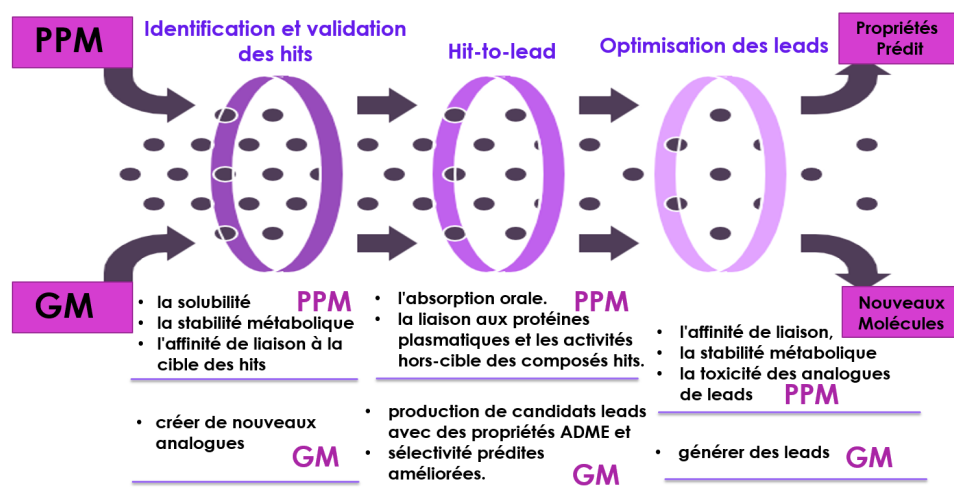 PPM
Identification et validation
des hits
Hit-to-lead
Optimisation des leads
Propriétés
Prédit
GM
Nouveaux
Molécules
• la solubilité
• la stabilité métabolique
• l'affinité de liaison à la
cible des hits
PPM
• créer de nouveaux
analogues
GM
• l'absorption orale.
• la liaison aux protéines
plasmatiques et les activités
hors-cible des composés hits.
PPM
• production de candidats leads
avec des propriétés ADME et
• sélectivité prédites
améliorées.
GM
• l'affinité de liaison,
• la stabilité métabolique
• la toxicité des analogues
de leads
PPM
• générer des leads
GM